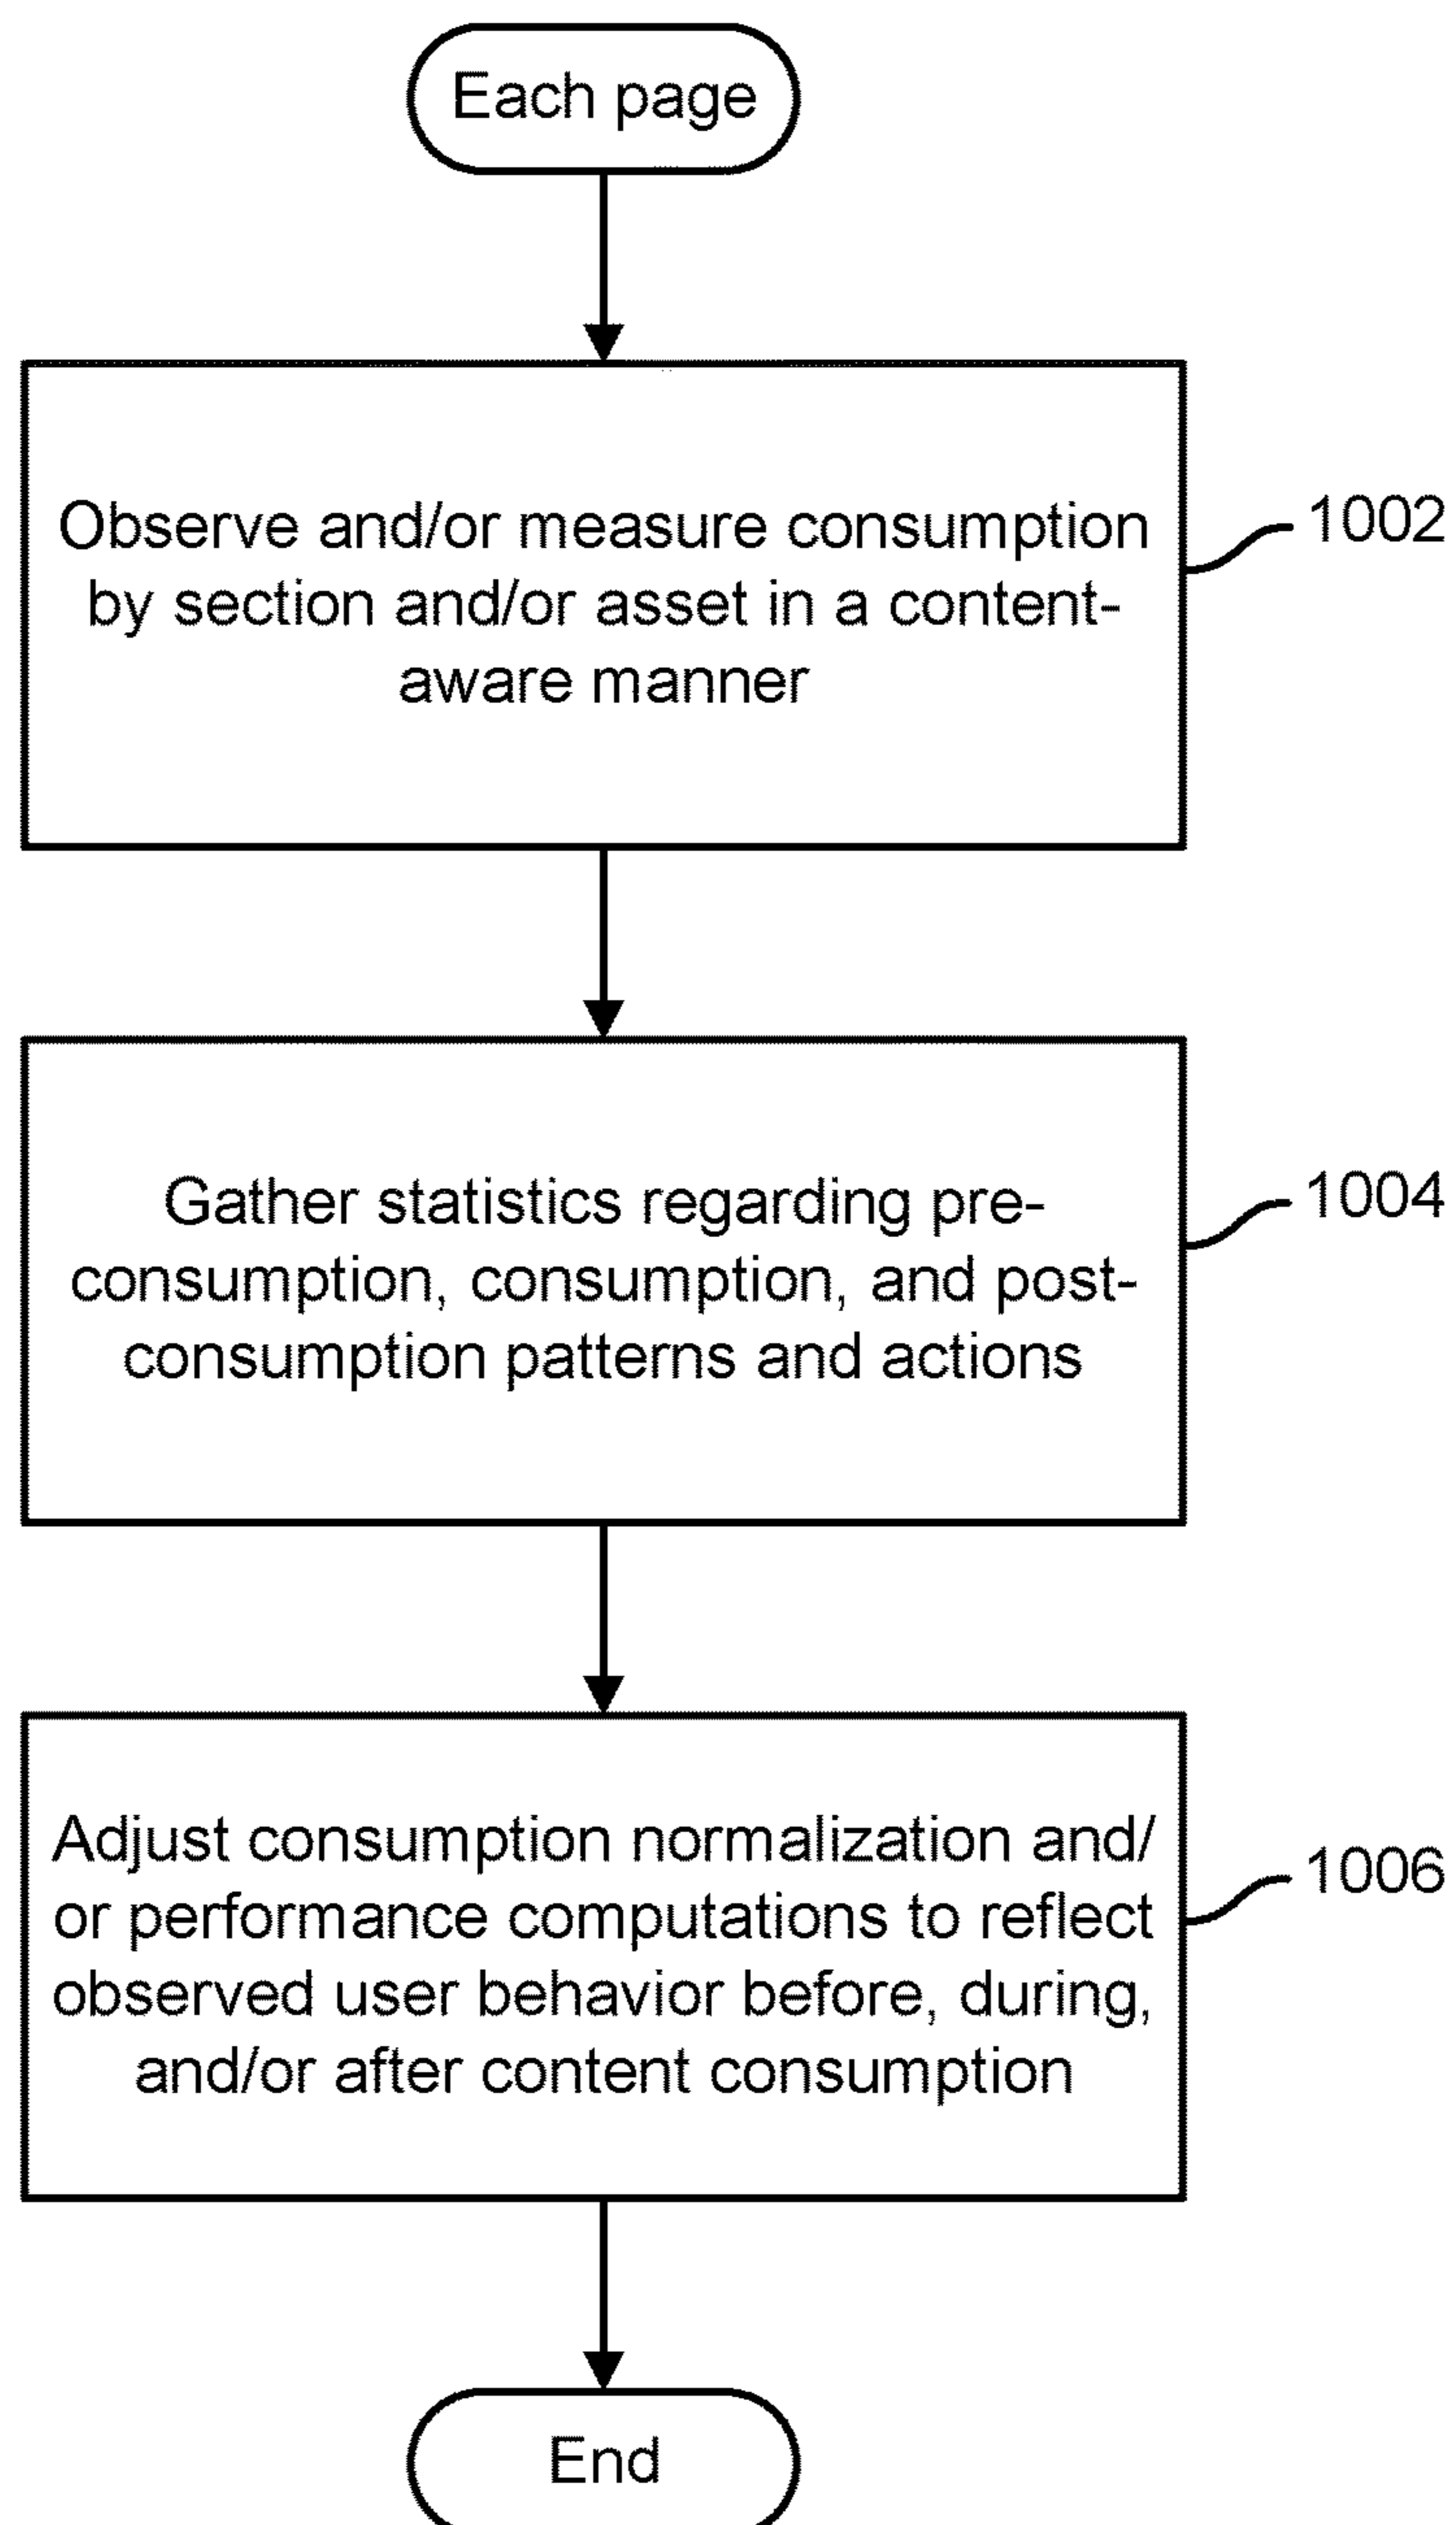 Each page
Observe and/or measure consumption
by section and/or asset in a content-
aware manner
1002
Gather statistics regarding pre-
consumption, consumption, and post-
consumption patterns and actions
1004
Adjust consumption normalization and/
or performance computations to reflect
observed user behavior before, during,
and/or after content consumption
1006
End